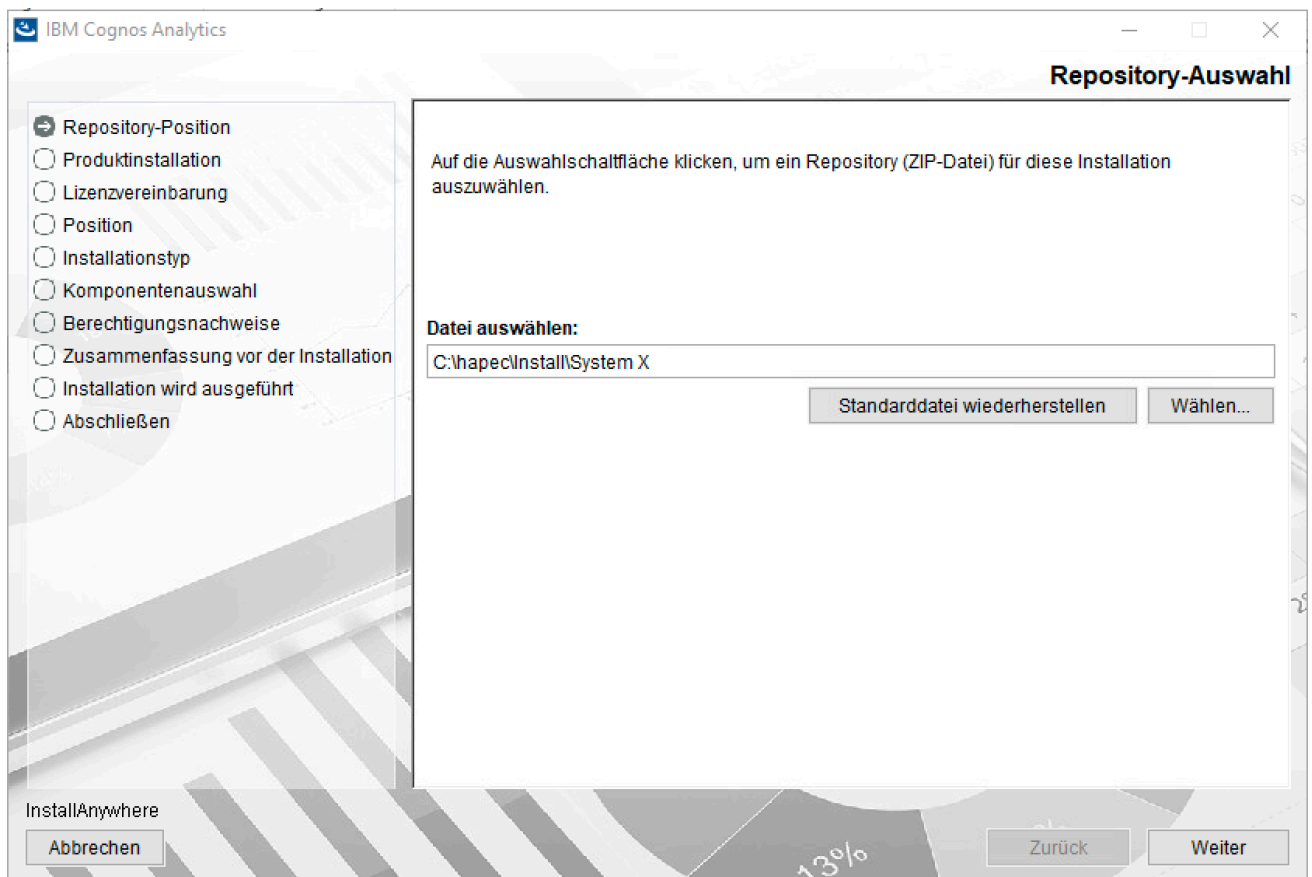 IBM Cognos Analytics
Repository-Auswahl
Repository-Position
Produktinstallation
Lizenzvereinbarung
Position
Installationstyp
Komponentenauswahl
Berechtigungsnachweise
Zusammenfassung vor der Installation
Installation wird ausgeführt
Abschließen
Auf die Auswahlschaltfläche klicken, um ein Repository (ZIP-Datei) für diese Installation
auszuwählen.
Datei auswählen:
C:\hapec\Install\System X
Standarddatei wiederherstellen
Wählen...
InstallAnywhere
Abbrechen
Zurück
Weiter
13%